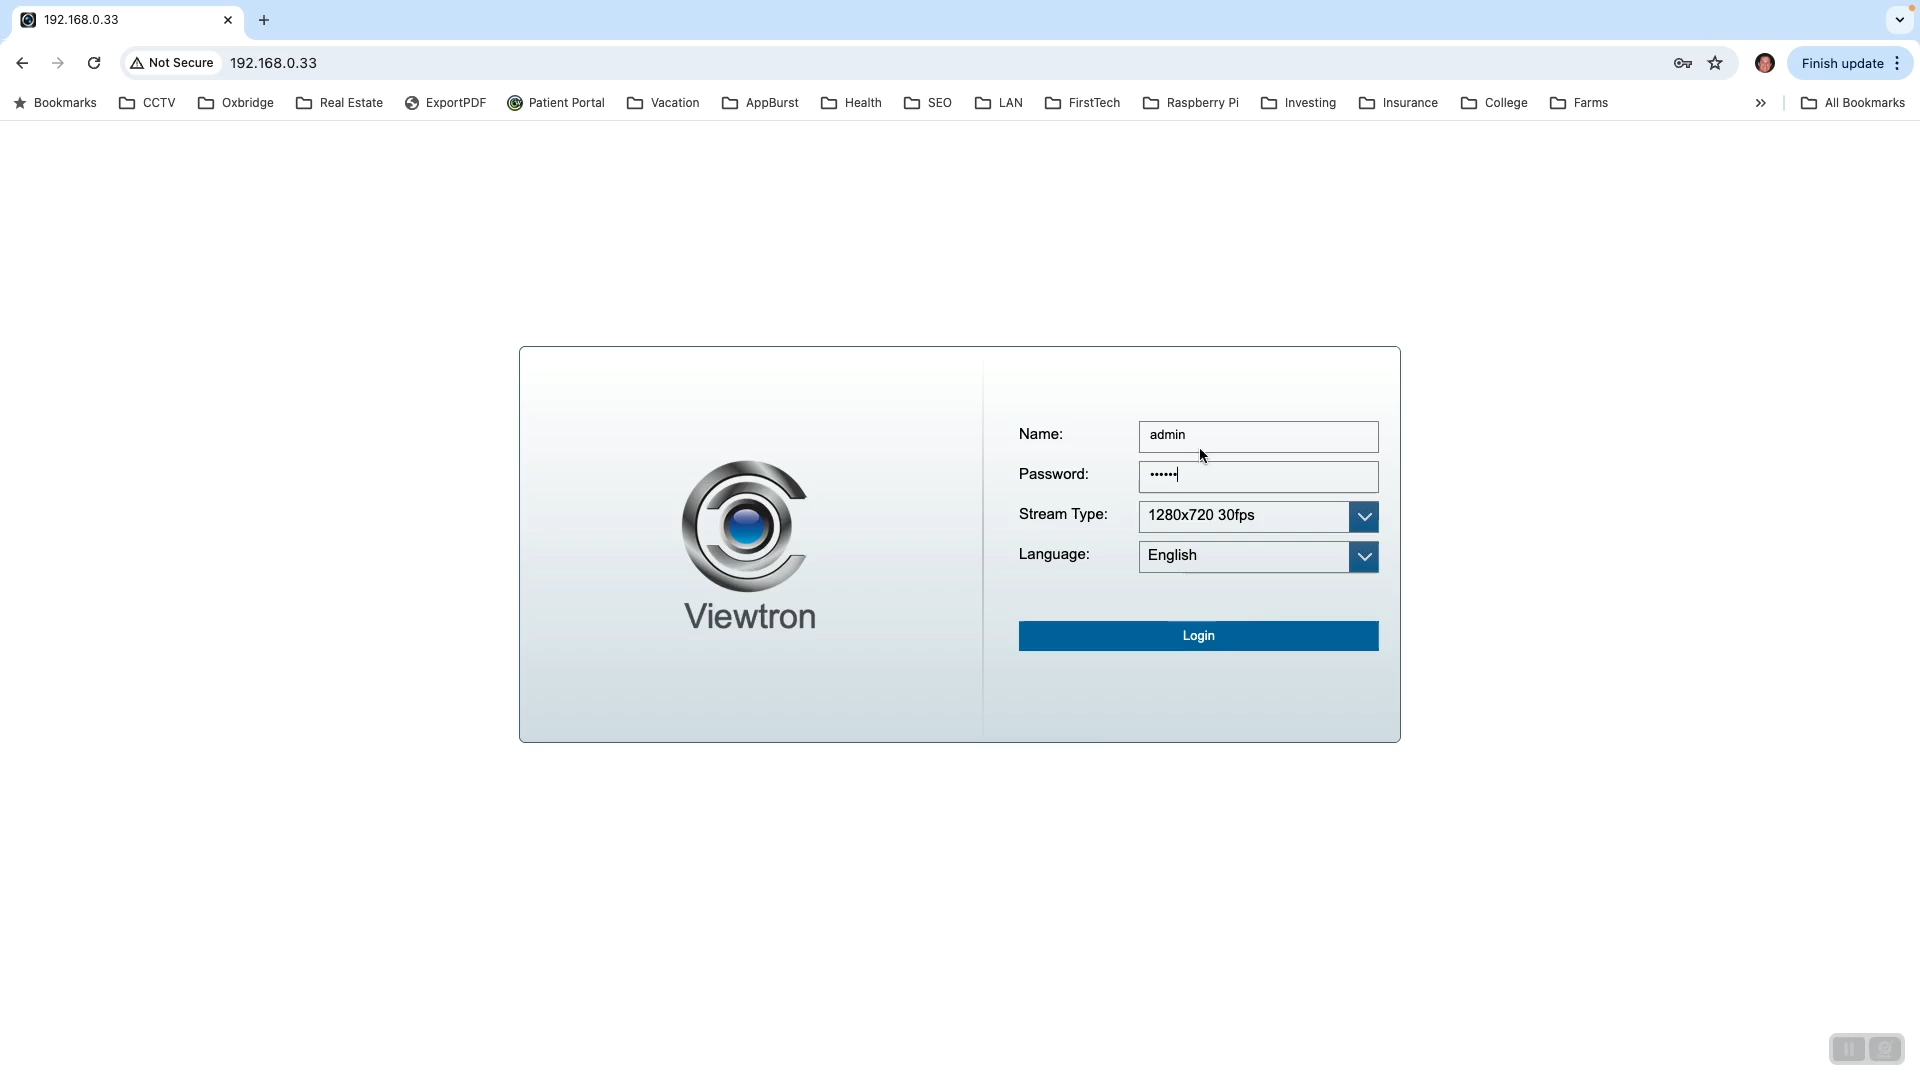 192.168.0.33
Not Secure 192.168.0.33 Finish update
Bookmarks CCTV Oxbridge Real Estate ExportPDF Patient Portal Vacation AppBurst Health SEO LAN FirstTech Raspberry Pi Investing Insurance College Farms » All Bookmarks
Name: admin
Password: ••••••
Stream Type: 1280x720 30fps
Language: English
Viewtron
Login